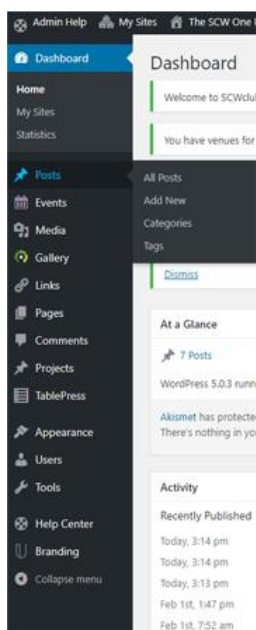 Admin Help My Sites The SCW One
Dashboard
Home
My Sites
Statistics
Posts
All Posts
Add New
Categories
Tags
Events
Media
Gallery
Links
Pages
Comments
Projects
TablePress
Appearance
Users
Tools
Help Center
Branding
Collapse menu
Dashboard
Welcome to SCWclu
You have venues for
Dismiss
At a Glance
7 Posts
WordPress 5.0.3 runn
Akismet has protected
There's nothing in yo
Activity
Recently Published
Today, 3:14 pm
Today, 3:14 pm
Today, 3:13 pm
Feb 1st, 1:47 pm
Feb 1st, 7:52 am